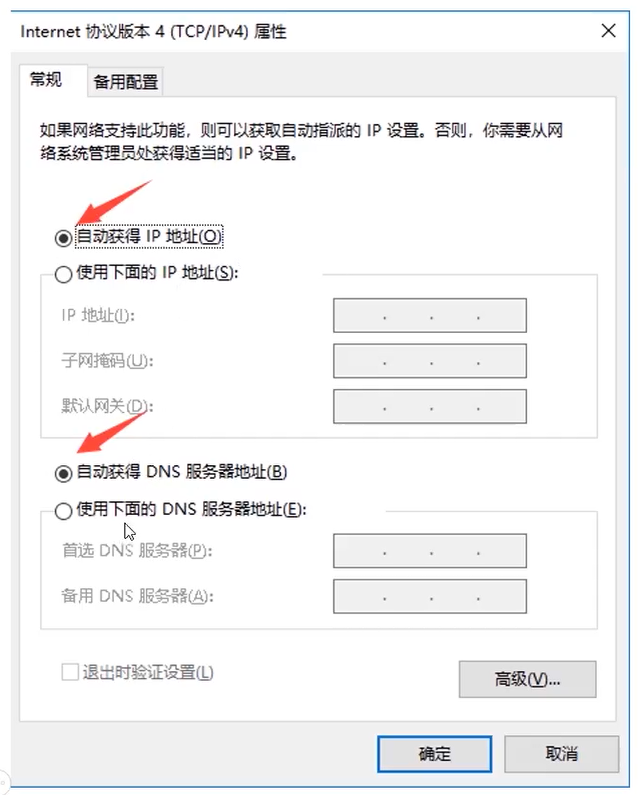 Internet 协议版本 4 (TCP/IPv4) 属性
常规
备用配置
如果网络支持此功能，则可以获取自动指派的 IP 设置。否则，你需要从网
络系统管理员处获得适当的 IP 设置。
自动获得 IP 地址(O)
使用下面的 IP 地址(S):
IP 地址(I):
子网掩码(U):
默认网关(D):
自动获得 DNS 服务器地址(B)
使用下面的 DNS 服务器地址(E):
首选 DNS 服务器(P):
备用 DNS 服务器(A):
退出时验证设置(L)
高级(V)...
确定
取消